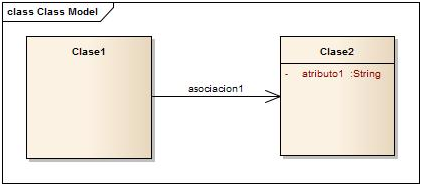 class Class Model
Clase1
Clase2
- atributo1 :String
asociacion1